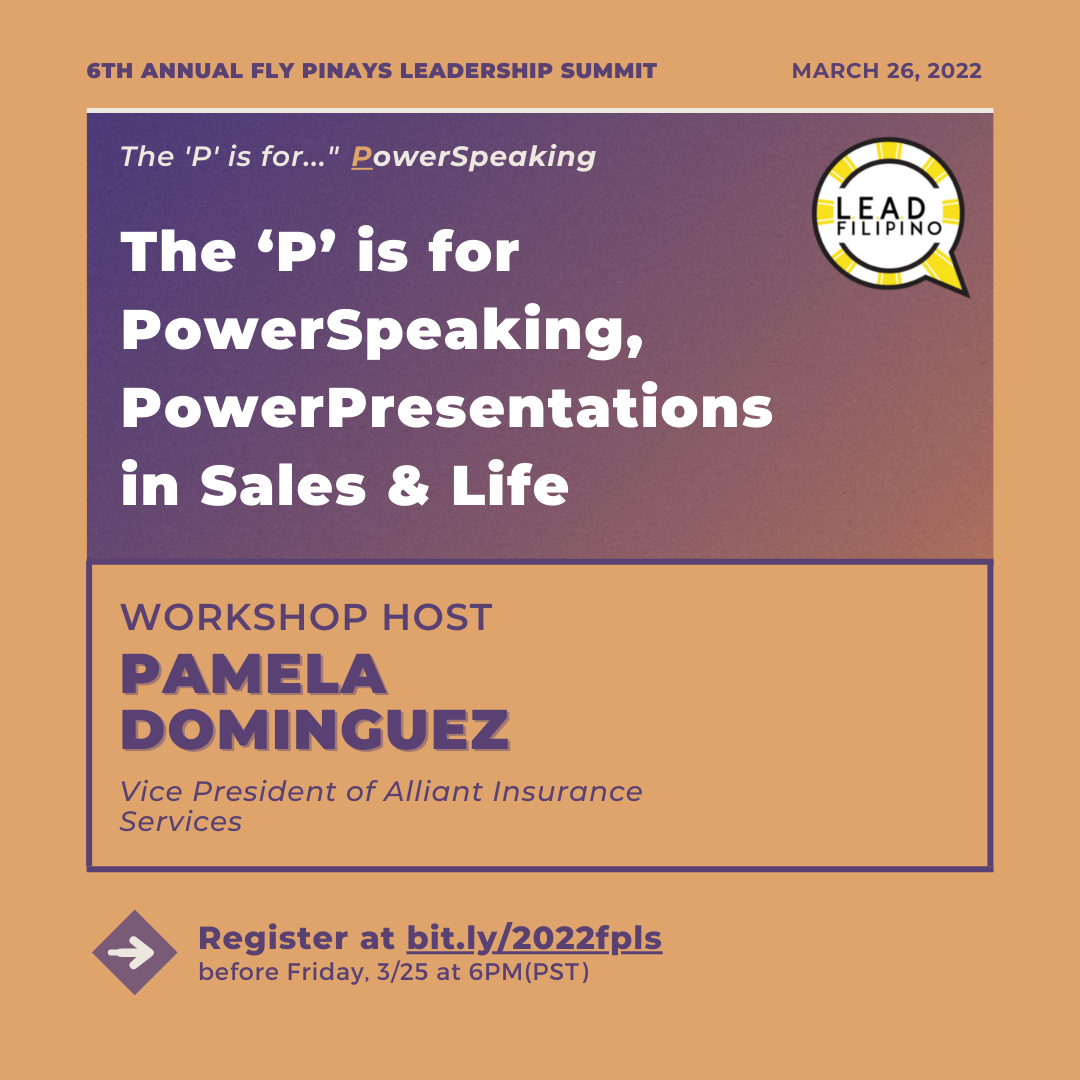 6TH ANNUAL FLY PINAYS LEADERSHIP SUMMIT
MARCH 26, 2022
The 'P' is for..." PowerSpeaking
LEAD
FILIPINO
The ‘P’ is for
PowerSpeaking,
PowerPresentations
in Sales & Life
WORKSHOP HOST
PAMELA
DOMINGUEZ
Vice President of Alliant Insurance
Services
Register at bit.ly/2022fpls
before Friday, 3/25 at 6PM(PST)